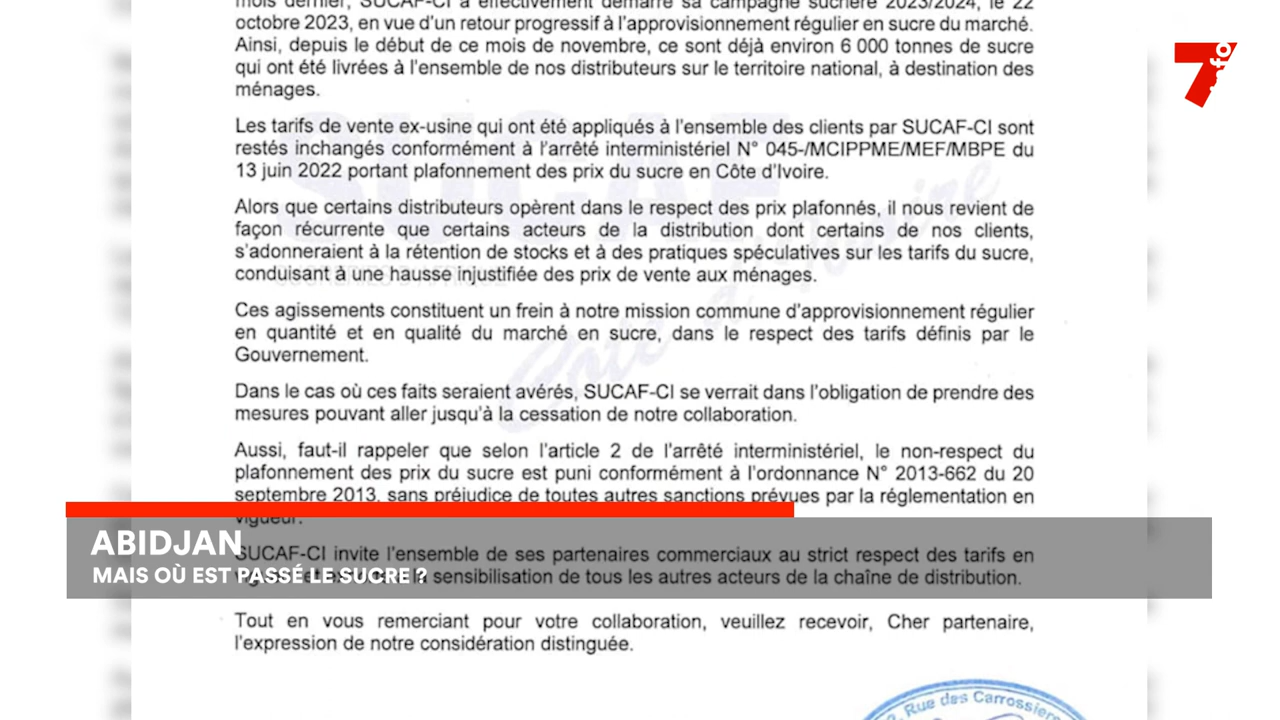 mois dernier, SUCAF-CI a effectivement démarré sa campagne sucrière 2023/2024, le 22
octobre 2023, en vue d'un retour progressif à l'approvisionnement régulier en sucre du marché.
Ainsi, depuis le début de ce mois de novembre, ce sont déjà environ 6 000 tonnes de sucre
qui ont été livrées à l'ensemble de nos distributeurs sur le territoire national, à destination des
ménages.
Les tarifs de vente ex-usine qui ont été appliqués à l'ensemble des clients par SUCAF-CI sont
restés inchangés conformément à l'arrêté interministériel N° 045-/MCIPPME/MEF/MBPE du
13 juin 2022 portant plafonnement des prix du sucre en Côte d'Ivoire.
Alors que certains distributeurs opèrent dans le respect des prix plafonnés, il nous revient de
façon récurrente que certains acteurs de la distribution dont certains de nos clients,
s'adonneraient à la rétention de stocks et à des pratiques spéculatives sur les tarifs du sucre,
conduisant à une hausse injustifiée des prix de vente aux ménages.
Ces agissements constituent un frein à notre mission commune d'approvisionnement régulier
en quantité et en qualité du marché en sucre, dans le respect des tarifs définis par le
Gouvernement.
Dans le cas où ces faits seraient avérés, SUCAF-CI se verrait dans l'obligation de prendre des
mesures pouvant aller jusqu'à la cessation de notre collaboration.
Aussi, faut-il rappeler que selon l'article 2 de l'arrêté interministériel, le non-respect du
plafonnement des prix du sucre est puni conformément à l'ordonnance N° 2013-662 du 20
septembre 2013, sans préjudice de toutes autres sanctions prévues par la réglementation en
vigueur.
SUCAF-CI invite l'ensemble de ses partenaires commerciaux au strict respect des tarifs en
la sensibilisation de tous les autres acteurs de la chaîne de distribution.
Tout en vous remerciant pour votre collaboration, veuillez recevoir, Cher partenaire,
l'expression de notre considération distinguée.
Rue des Carrossiers
ABIDJAN
MAIS OÙ EST PASSÉ LE SUCRE ?
7
SUCAF
Côte d'Ivoire